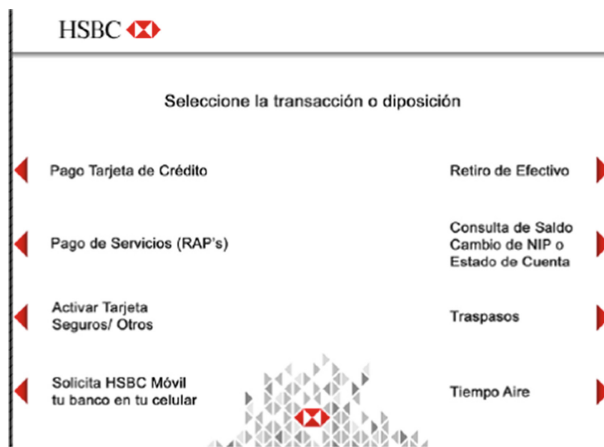 HSBC
Seleccione la transacción o diposición
Pago Tarjeta de Crédito
Retiro de Efectivo
Pago de Servicios (RAP's)
Consulta de Saldo
Cambio de NIP o
Estado de Cuenta
Activar Tarjeta
Seguros/ Otros
Traspasos
Solicita HSBC Móvil
tu banco en tu celular
Tiempo Aire